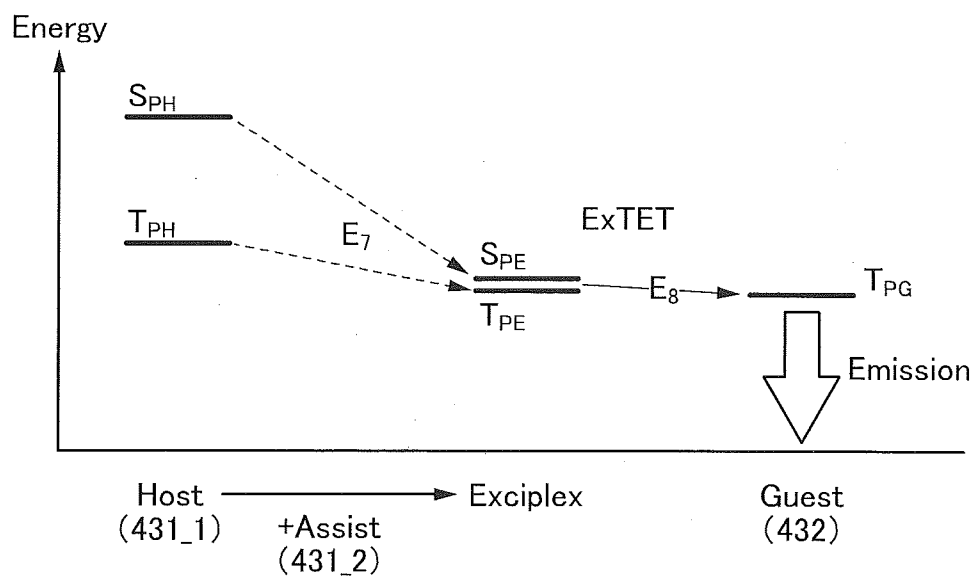 Energy
S_PH
T_PH
E_7
ExTET
S_PE
T_PE
E_8
T_PG
Emission
Host
(431_1)
+Assist
(431_2)
Exciplex
Guest
(432)